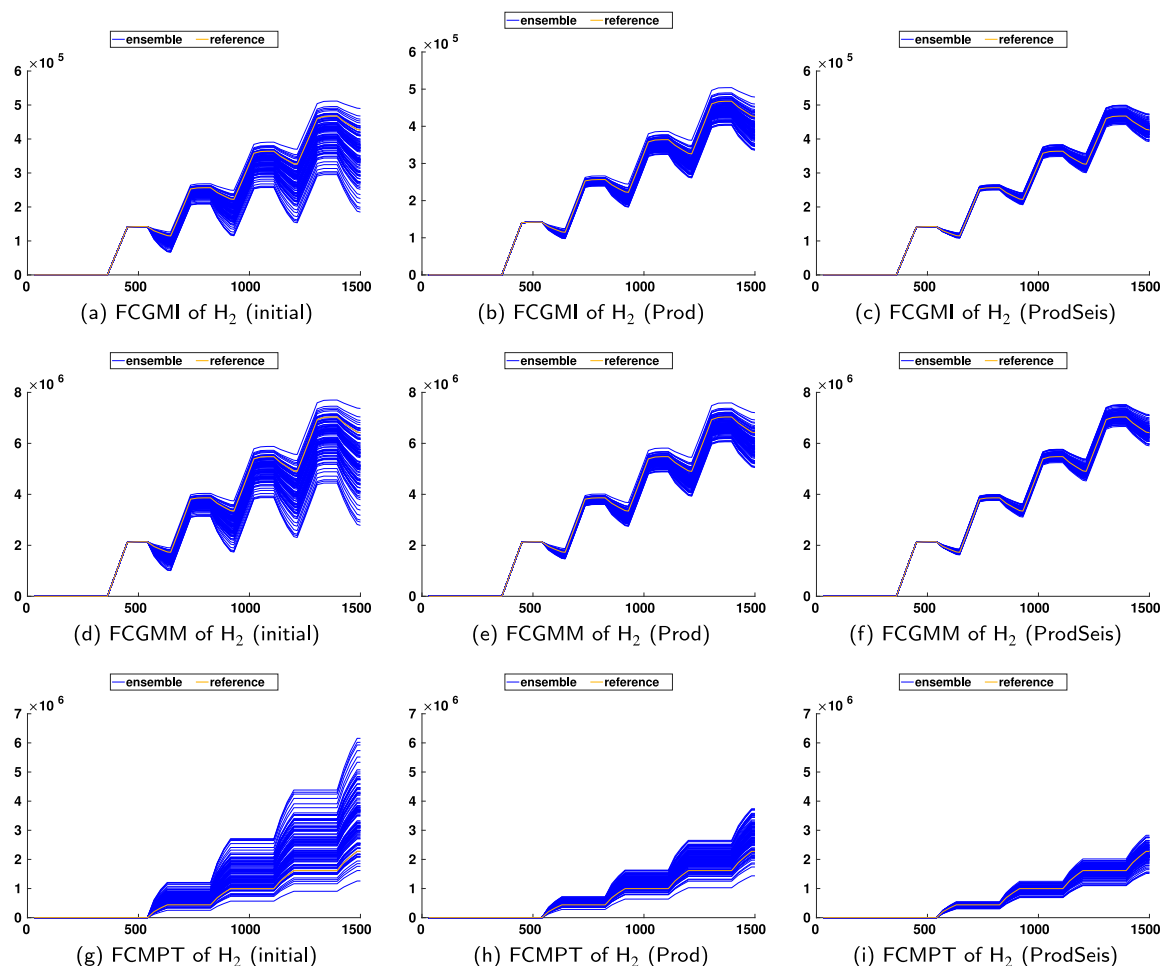 ensemble reference
× 10 5
6
5
4
3
2
1
0
0 500 1000 1500
(a) FCGMI of H₂ (initial)
ensemble reference
× 10 5
6
5
4
3
2
1
0
0 500 1000 1500
(b) FCGMI of H₂ (Prod)
ensemble reference
× 10 5
6
5
4
3
2
1
0
0 500 1000 1500
(c) FCGMI of H₂ (ProdSeis)
ensemble reference
× 10 6
8
6
4
2
0
0 500 1000 1500
(d) FCGMM of H₂ (initial)
ensemble reference
× 10 6
8
6
4
2
0
0 500 1000 1500
(e) FCGMM of H₂ (Prod)
ensemble reference
× 10 6
8
6
4
2
0
0 500 1000 1500
(f) FCGMM of H₂ (ProdSeis)
ensemble reference
× 10 6
7
6
5
4
3
2
1
0
0 500 1000 1500
(g) FCMPT of H₂ (initial)
ensemble reference
× 10 6
7
6
5
4
3
2
1
0
0 500 1000 1500
(h) FCMPT of H₂ (Prod)
ensemble reference
× 10 6
7
6
5
4
3
2
1
0
0 500 1000 1500
(i) FCMPT of H₂ (ProdSeis)